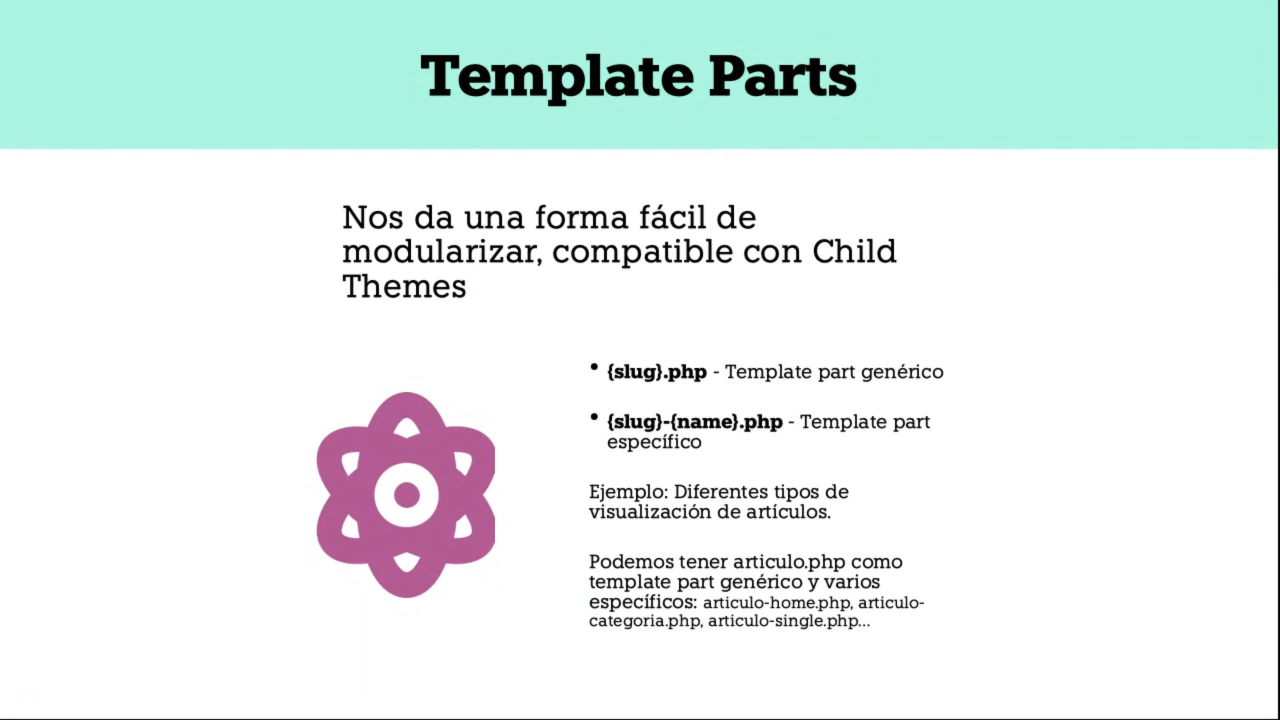 Template Parts
Nos da una forma fácil de
modularizar, compatible con Child
Themes
• {slug}.php - Template part genérico
• {slug}-{name}.php - Template part
específico
Ejemplo: Diferentes tipos de
visualización de artículos.
Podemos tener articulo.php como
template part genérico y varios
específicos: articulo-home.php, articulo-
categoria.php, articulo-single.php...